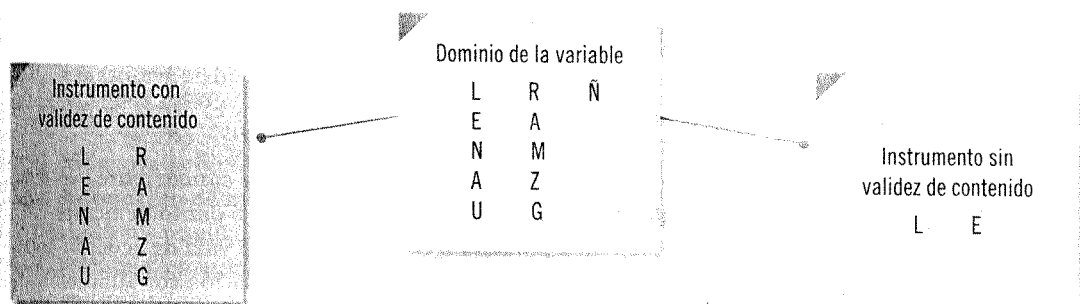 Instrumento con
validez de contenido
L R
E A
N M
A Z
U G
Dominio de la variable
L R Ñ
E A
N M
A Z
U G
Instrumento sin
validez de contenido
L E